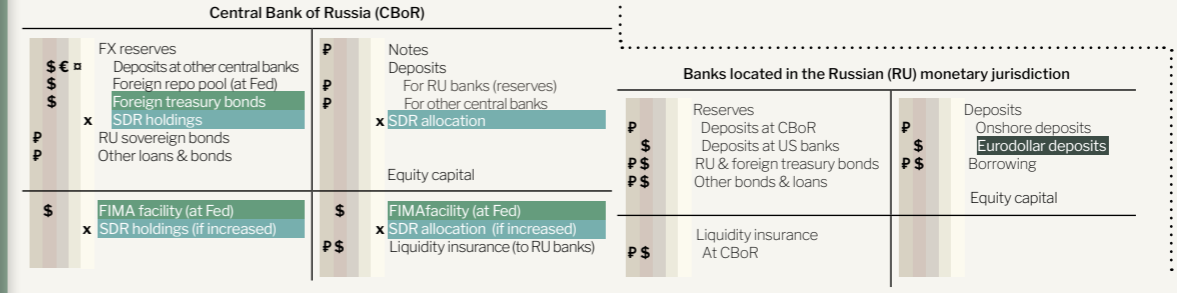 Central Bank of Russia (CBoR)
FX reserves
$ € ¤ Deposits at other central banks
$ Foreign repo pool (at Fed)
$ Foreign treasury bonds
x SDR holdings
₽ RU sovereign bonds
₽ Other loans & bonds
₽ Notes
Deposits
₽ For RU banks (reserves)
₽ For other central banks
x SDR allocation
Equity capital
$ FIMA facility (at Fed)
x SDR holdings (if increased)
$ FIMAfacility (at Fed)
x SDR allocation (if increased)
₽ $ Liquidity insurance (to RU banks)
Banks located in the Russian (RU) monetary jurisdiction
Reserves
₽ Deposits at CBoR
$ Deposits at US banks
₽ $ RU & foreign treasury bonds
₽ $ Other bonds & loans
Deposits
₽ Onshore deposits
$ Eurodollar deposits
₽ $ Borrowing
Equity capital
Liquidity insurance
₽ $ At CBoR